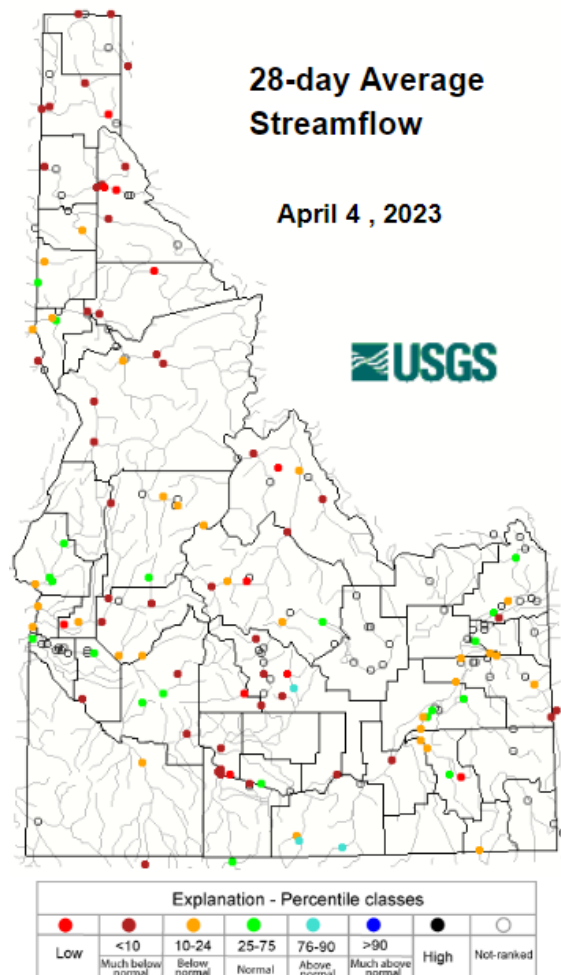 28-day Average
Streamflow
April 4 , 2023
USGS
Explanation - Percentile classes
Low <10 10-24 25-75 76-90 >90 High Not-ranked
Much below normal Below normal Normal Above normal Much above normal